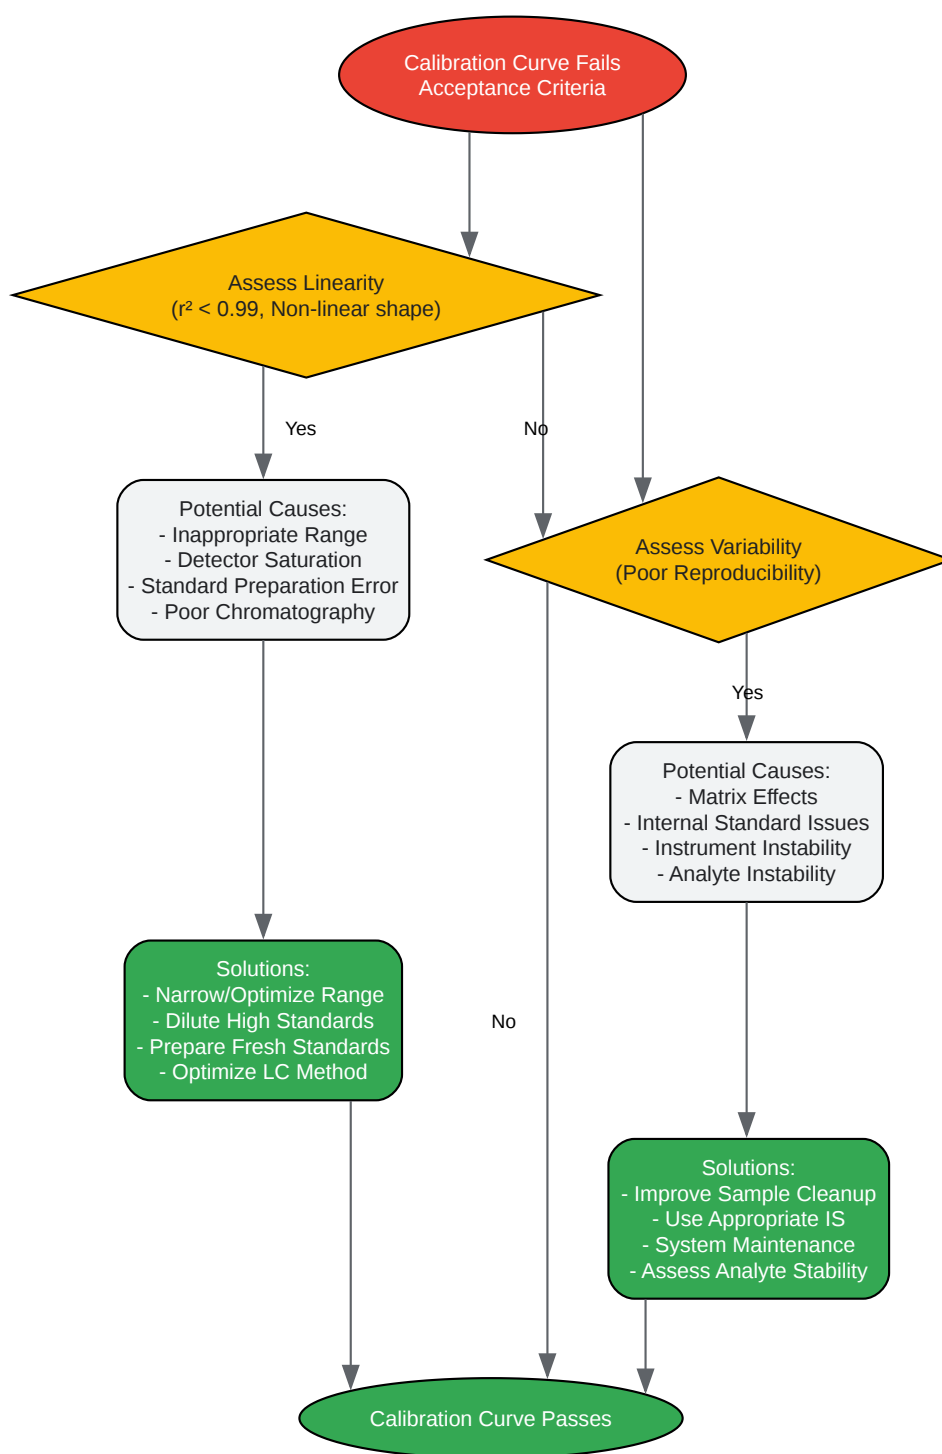 Calibration Curve Fails
Acceptance Criteria
Assess Linearity
(r² < 0.99, Non-linear shape)
Yes
No
Potential Causes:
- Inappropriate Range
- Detector Saturation
- Standard Preparation Error
- Poor Chromatography
Assess Variability
(Poor Reproducibility)
Yes
Potential Causes:
- Matrix Effects
- Internal Standard Issues
- Instrument Instability
- Analyte Instability
Solutions:
- Narrow/Optimize Range
- Dilute High Standards
- Prepare Fresh Standards
- Optimize LC Method
No
Solutions:
- Improve Sample Cleanup
- Use Appropriate IS
- System Maintenance
- Assess Analyte Stability
Calibration Curve Passes